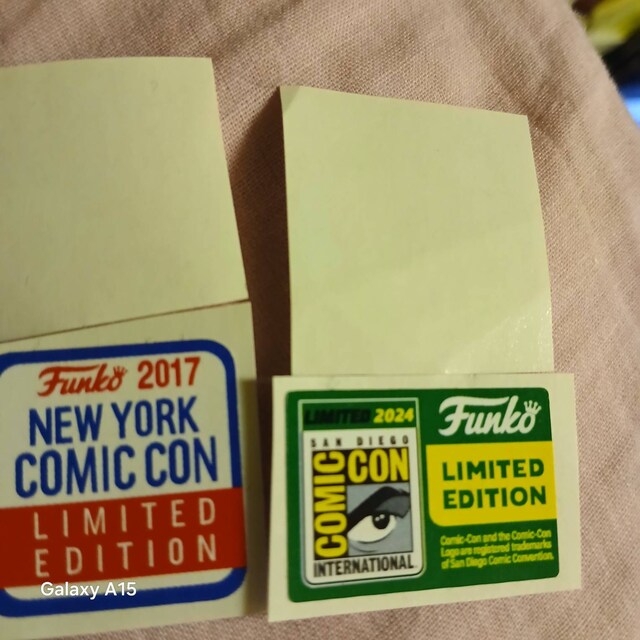 Funko 2017
NEW YORK
COMIC CON
LIMITED
EDITION
LIMITED 2024
SAN DIEGO
COMIC CON
INTERNATIONAL
Funko
LIMITED
EDITION
Comic-Con and the Comic-Con
Logo are registered trademarks
of San Diego Comic Convention.
Galaxy A15